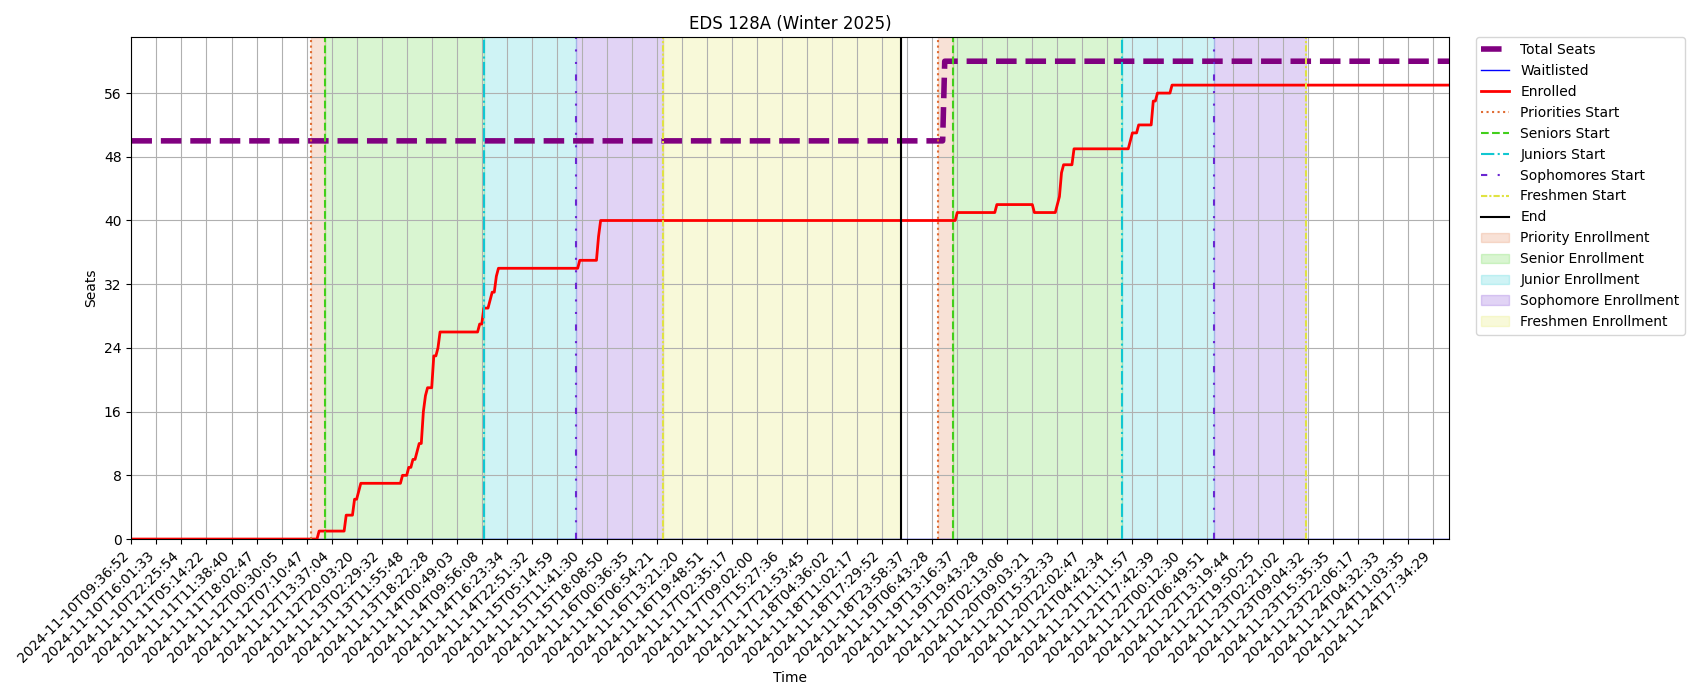 EDS 128A (Winter 2025)
Seats
56
48
40
32
24
16
8
0
2024-11-10T09:36:52
2024-11-10T16:01:33
2024-11-10T22:25:54
2024-11-11T05:14:22
2024-11-11T11:38:40
2024-11-11T18:02:47
2024-11-12T00:30:05
2024-11-12T07:10:47
2024-11-12T13:37:04
2024-11-12T20:03:20
2024-11-13T02:29:32
2024-11-13T11:55:48
2024-11-13T18:22:28
2024-11-14T00:49:03
2024-11-14T09:56:08
2024-11-14T16:23:34
2024-11-14T22:51:32
2024-11-15T05:14:59
2024-11-15T11:41:30
2024-11-15T18:08:50
2024-11-16T00:36:35
2024-11-16T06:54:21
2024-11-16T13:21:20
2024-11-16T19:48:51
2024-11-17T02:35:17
2024-11-17T09:02:00
2024-11-17T15:27:36
2024-11-17T21:53:45
2024-11-18T04:36:02
2024-11-18T11:02:17
2024-11-18T17:29:52
2024-11-18T23:58:37
2024-11-19T06:43:28
2024-11-19T13:16:37
2024-11-19T19:43:28
2024-11-20T02:13:06
2024-11-20T09:03:21
2024-11-20T15:32:33
2024-11-20T22:02:47
2024-11-21T04:42:34
2024-11-21T11:11:57
2024-11-21T17:42:39
2024-11-22T00:12:30
2024-11-22T06:49:51
2024-11-22T13:19:44
2024-11-22T19:50:25
2024-11-23T02:21:02
2024-11-23T09:04:32
2024-11-23T15:35:35
2024-11-23T22:06:17
2024-11-24T04:32:33
2024-11-24T11:03:35
2024-11-24T17:34:29
Time
Total Seats
Waitlisted
Enrolled
Priorities Start
Seniors Start
Juniors Start
Sophomores Start
Freshmen Start
End
Priority Enrollment
Senior Enrollment
Junior Enrollment
Sophomore Enrollment
Freshmen Enrollment